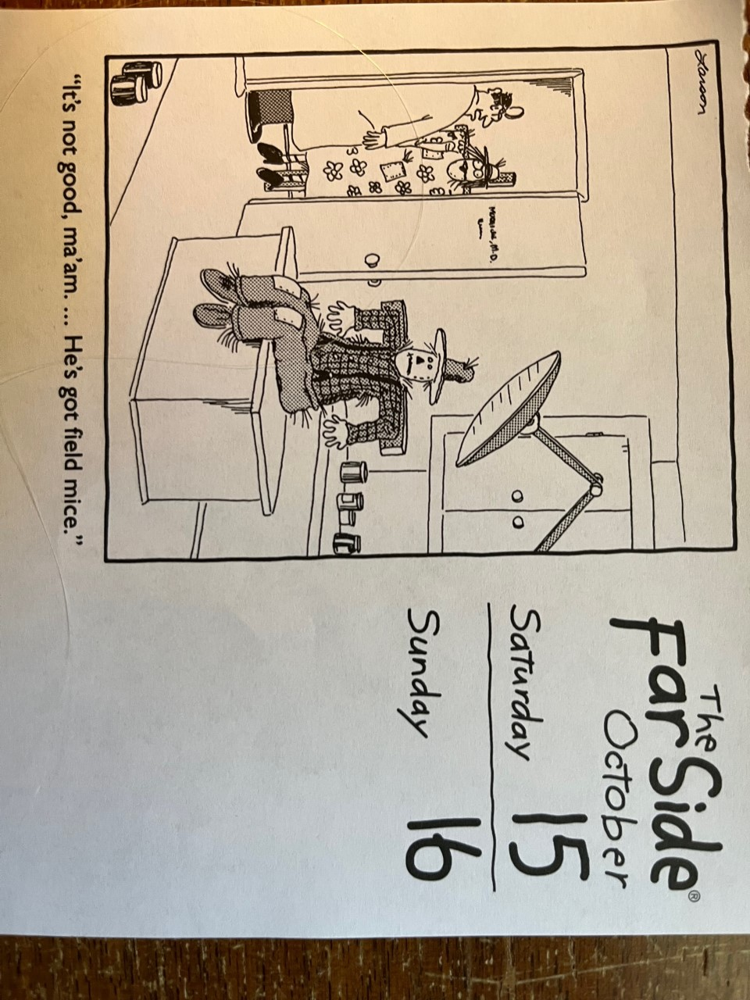 The
Far Side®
October
Saturday 15
Sunday 16
Larson
M.D.
"It's not good, ma'am. ... He's got field mice."